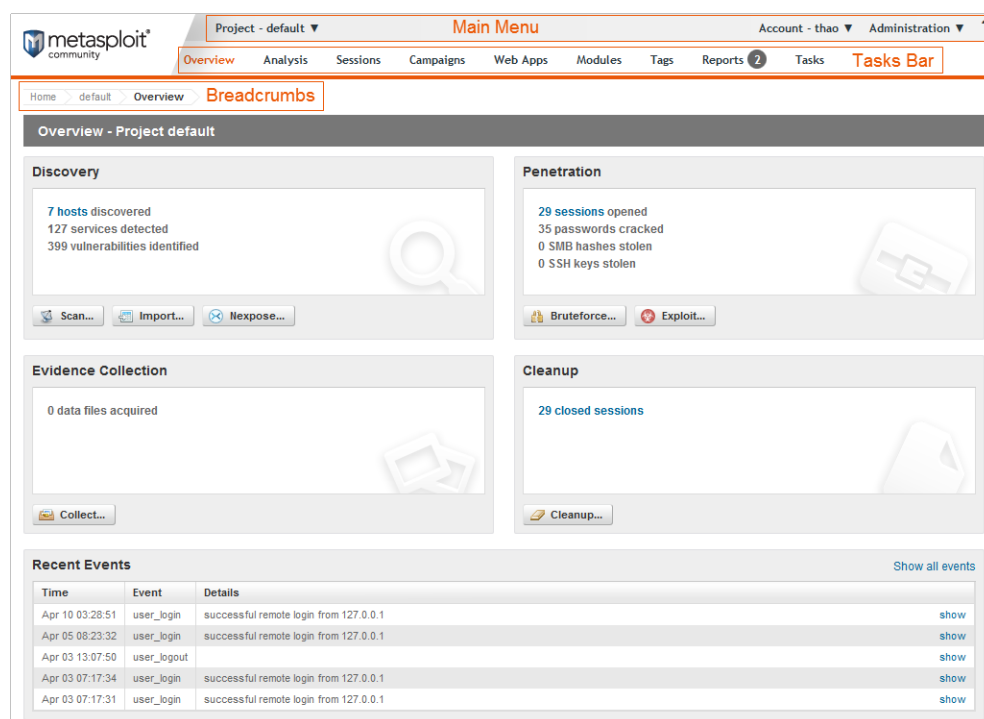 metasploit®
community
Project - default ▼
Main Menu
Account - thao ▼ Administration ▼
Overview Analysis Sessions Campaigns Web Apps Modules Tags Reports 2 Tasks
Tasks Bar
Home default Overview
Breadcrumbs
Overview - Project default
Discovery
7 hosts discovered
127 services detected
399 vulnerabilities identified
Scan... Import... Nexpose...
Penetration
29 sessions opened
35 passwords cracked
0 SMB hashes stolen
0 SSH keys stolen
Bruteforce... Exploit...
Evidence Collection
0 data files acquired
Collect...
Cleanup
29 closed sessions
Cleanup...
Recent Events
Show all events
Time Event Details
Apr 10 03:28:51 user_login successful remote login from 127.0.0.1 show
Apr 05 08:23:32 user_login successful remote login from 127.0.0.1 show
Apr 03 13:07:50 user_logout show
Apr 03 07:17:34 user_login successful remote login from 127.0.0.1 show
Apr 03 07:17:31 user_login successful remote login from 127.0.0.1 show